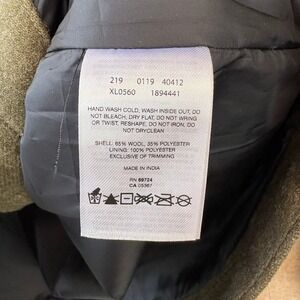 219 0119 40412
XL0560 1894441
HAND WASH COLD, WASH INSIDE OUT, DO
NOT BLEACH, DRY FLAT, DO NOT WRING
OR TWIST, RESHAPE, DO NOT IRON, DO
NOT DRYCLEAN
SHELL: 65% WOOL, 35% POLYESTER
LINING: 100% POLYESTER
EXCLUSIVE OF TRIMMING
MADE IN INDIA
RN 69724
CA 05367